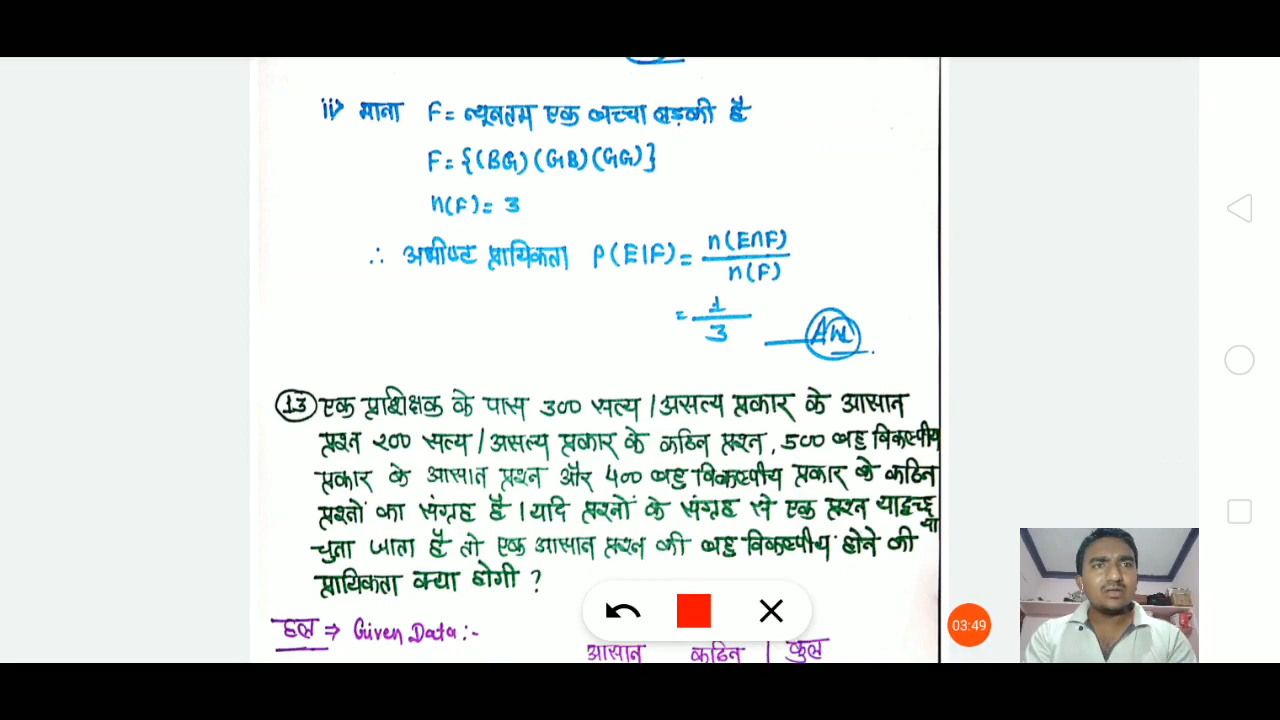 ii> माना F = न्यूनतम एक बच्चा लड़की है
F = {(BG) (GB) (GG)}
n(F) = 3
∴ अभीष्ट प्रायिकता P(E|F) = n(E∩F) / n(F)
= 1/3 Ans.
13 एक प्रशिक्षक के पास 300 सत्य / असत्य प्रकार के आसान
प्रश्न 200 सत्य / असत्य प्रकार के कठिन प्रश्न, 500 बहु विकल्पीय
प्रकार के आसान प्रश्न और 400 बहु विकल्पीय प्रकार के कठिन
प्रश्नों का संग्रह है । यदि प्रश्नों के संग्रह से एक प्रश्न यादृच्छया
चुना जाता है तो एक आसान प्रश्न की बहु विकल्पीय होने की
प्रायिकता क्या होगी ?
हल ⇒ Given Data :-
आसान कठिन | कुल
03:49